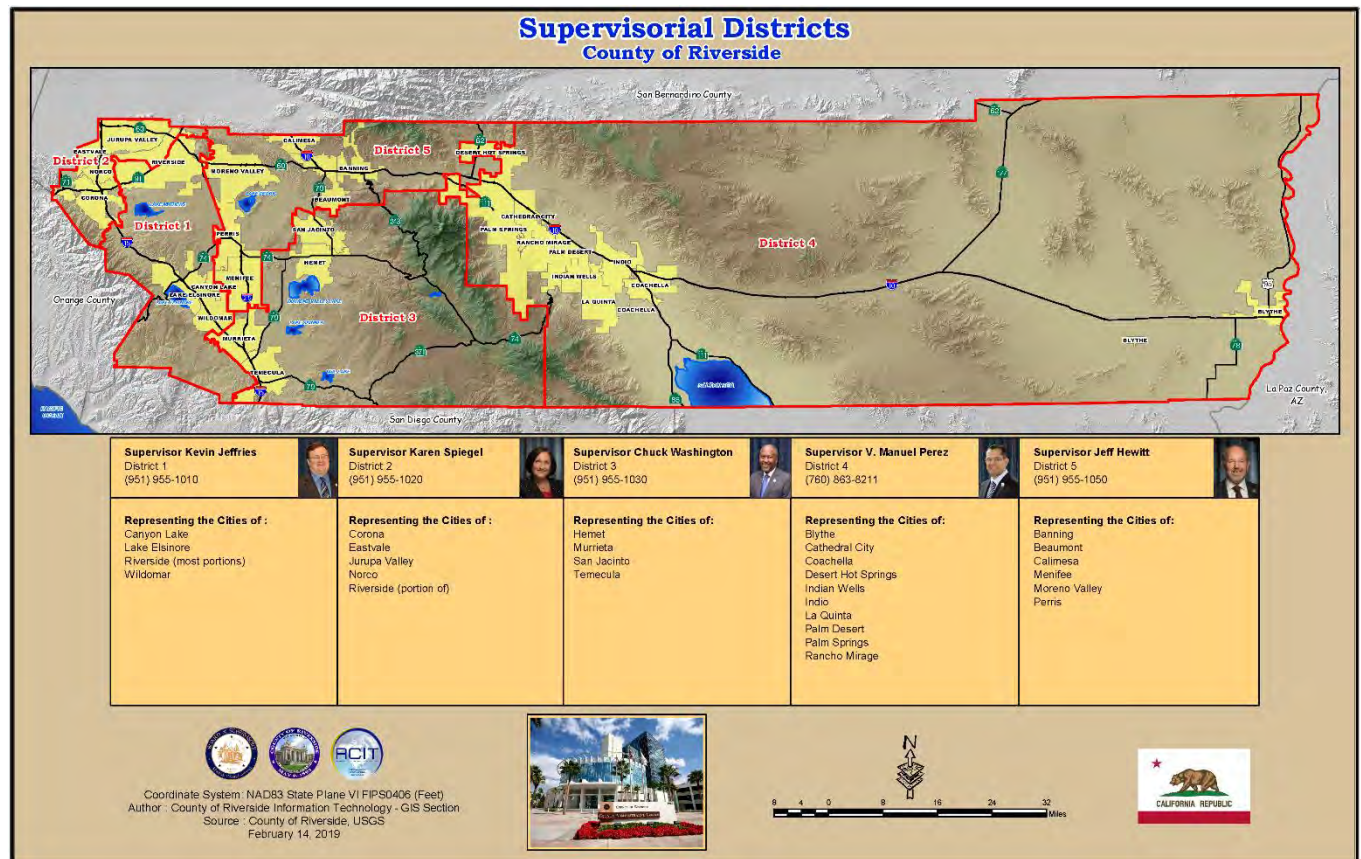 Supervisorial Districts
County of Riverside
San Bernardino County
JURUPA VALLEY
EASTVALE
District 2
NORCO
RIVERSIDE
CORONA
District 1
MORENO VALLEY
CALIMESA
District 5
BANNING
BEAUMONT
DESERT HOT SPRINGS
SAN JACINTO
PERRIS
HEMET
MENIFEE
CANYON LAKE
LAKE ELSINORE
WILDOMAR
MURRIETA
TEMECULA
District 3
CATHEDRAL CITY
PALM SPRINGS
RANCHO MIRAGE
PALM DESERT
INDIAN WELLS
INDIO
COACHELLA
LA QUINTA
COACHELLA
District 4
BLYTHE
BLYTHE
Orange County
San Diego County
La Paz County,
AZ
PACIFIC
OCEAN
Supervisor Kevin Jeffries
District 1
(951) 955-1010
Supervisor Karen Spiegel
District 2
(951) 955-1020
Supervisor Chuck Washington
District 3
(951) 955-1030
Supervisor V. Manuel Perez
District 4
(760) 863-8211
Supervisor Jeff Hewitt
District 5
(951) 955-1050
Representing the Cities of :
Canyon Lake
Lake Elsinore
Riverside (most portions)
Wildomar
Representing the Cities of :
Corona
Eastvale
Jurupa Valley
Norco
Riverside (portion of)
Representing the Cities of:
Hemet
Murrieta
San Jacinto
Temecula
Representing the Cities of:
Blythe
Cathedral City
Coachella
Desert Hot Springs
Indian Wells
Indio
La Quinta
Palm Desert
Palm Springs
Rancho Mirage
Representing the Cities of:
Banning
Beaumont
Calimesa
Menifee
Moreno Valley
Perris
RCIT
Coordinate System: NAD83 State Plane VI FIPS0406 (Feet)
Author : County of Riverside Information Technology - GIS Section
Source : County of Riverside, USGS
February 14, 2019
N
8 4 0 8 16 24 32
Miles
CALIFORNIA REPUBLIC